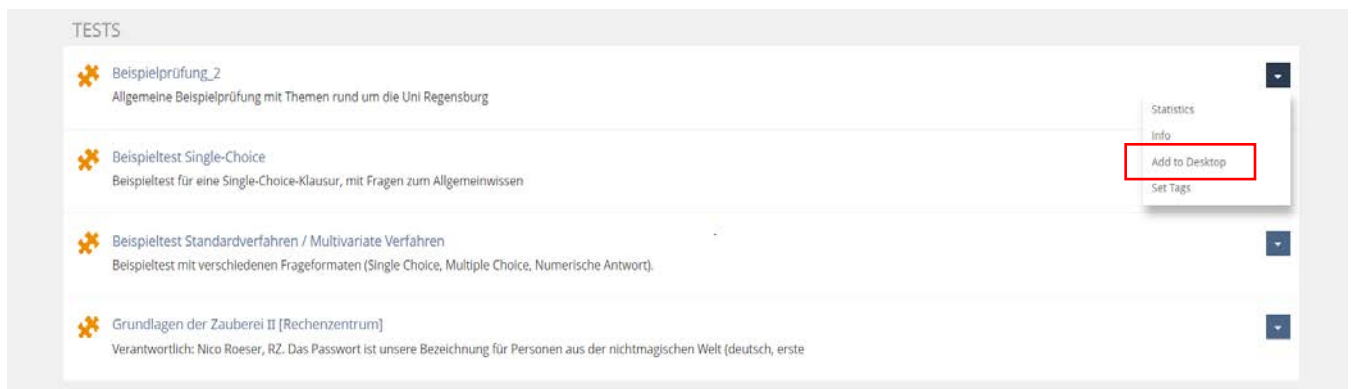 TESTS
Beispielprüfung_2
Allgemeine Beispielprüfung mit Themen rund um die Uni Regensburg
Statistics
Info
Add to Desktop
Set Tags
Beispieltest Single-Choice
Beispieltest für eine Single-Choice-Klausur, mit Fragen zum Allgemeinwissen
Beispieltest Standardverfahren / Multivariate Verfahren
Beispieltest mit verschiedenen Frageformaten (Single Choice, Multiple Choice, Numerische Antwort).
Grundlagen der Zauberei II [Rechenzentrum]
Verantwortlich: Nico Roeser, RZ. Das Passwort ist unsere Bezeichnung für Personen aus der nichtmagischen Welt (deutsch, erste